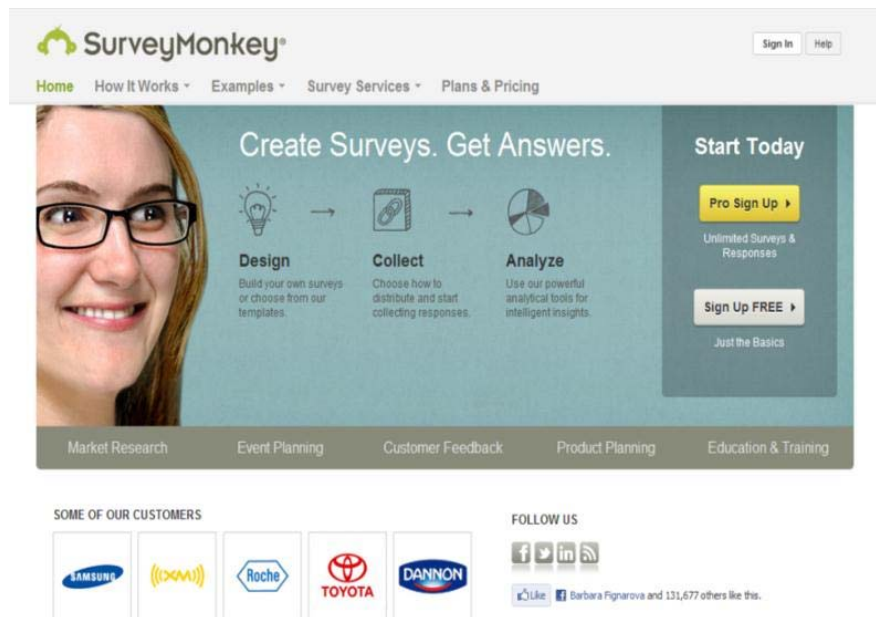 SurveyMonkey®
Sign In Help
Home How It Works Examples Survey Services Plans & Pricing
Create Surveys. Get Answers.
Design
Build your own surveys
or choose from our
templates.
Collect
Choose how to
distribute and start
collecting responses.
Analyze
Use our powerful
analytical tools for
intelligent insights.
Start Today
Pro Sign Up
Unlimited Surveys &
Responses
Sign Up FREE
Just the Basics
Market Research Event Planning Customer Feedback Product Planning Education & Training
SOME OF OUR CUSTOMERS
SAMSUNG
((XM))
Roche
TOYOTA
DANNON
FOLLOW US
f in
Like f Barbara Fignarova and 131,677 others like this.